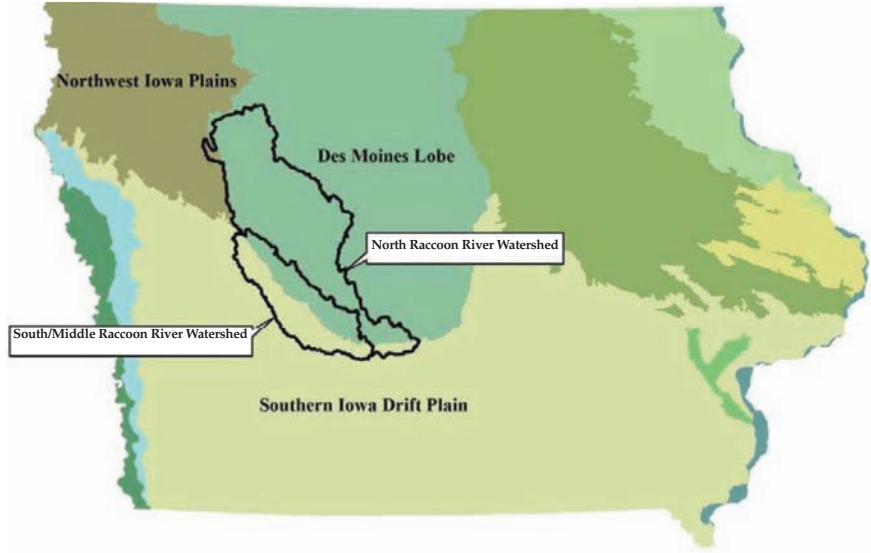 Northwest Iowa Plains
Des Moines Lobe
North Raccoon River Watershed
South/Middle Raccoon River Watershed
Southern Iowa Drift Plain